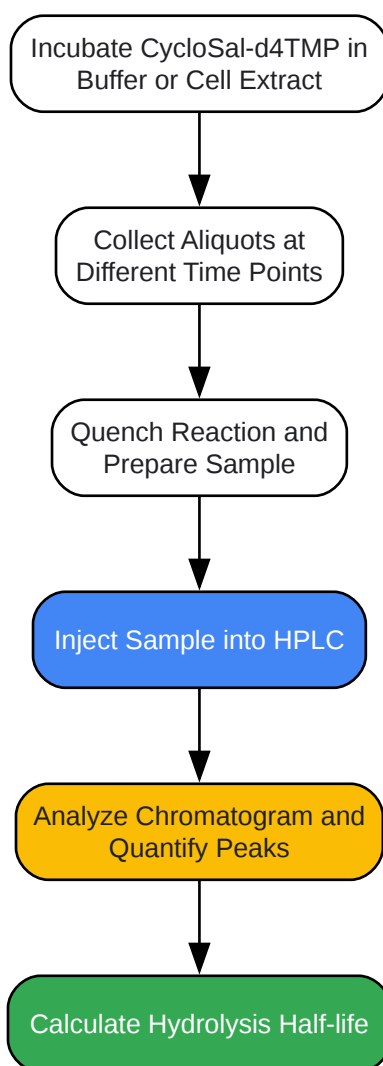 Incubate CycloSal-d4TMP in
Buffer or Cell Extract
Collect Aliquots at
Different Time Points
Quench Reaction and
Prepare Sample
Inject Sample into HPLC
Analyze Chromatogram and
Quantify Peaks
Calculate Hydrolysis Half-life